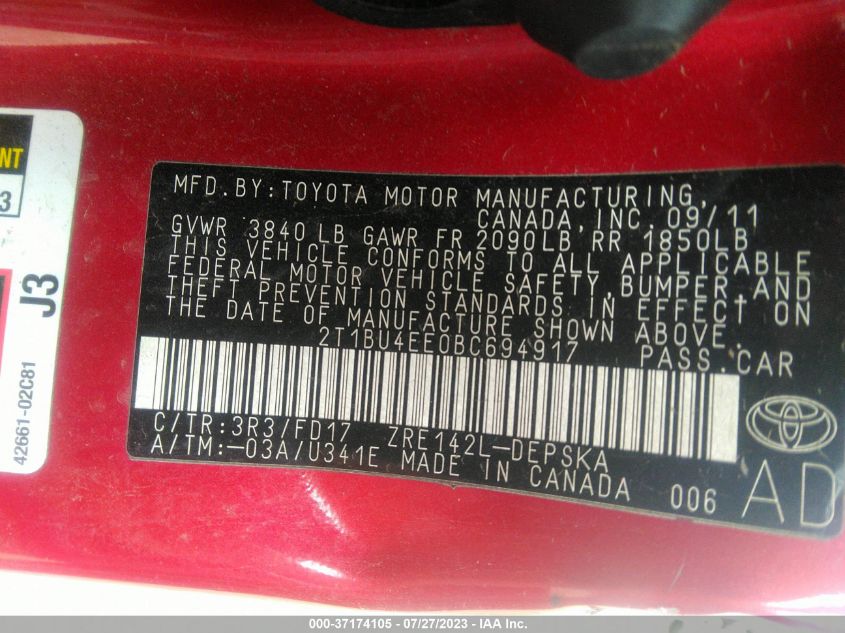 NT
3
J3
42661-02C81
MFD.BY:TOYOTA MOTOR MANUFACTURING,
CANADA,INC.09/11
GVWR 3840LB GAWR FR 2090LB RR 1850LB
THIS VEHICLE CONFORMS TO ALL APPLICABLE
FEDERAL MOTOR VEHICLE SAFETY,BUMPER,AND
THEFT PREVENTION STANDARDS IN EFFECT ON
THE DATE OF MANUFACTURE SHOWN ABOVE.
2T1BU4EE0BC694917 PASS.CAR
C/TR:3R3/FD17 ZRE142L-DEPSKA
A/TM:-03A/U341E MADE IN CANADA 006
AD
000-37174105 - 07/27/2023 - IAA Inc.